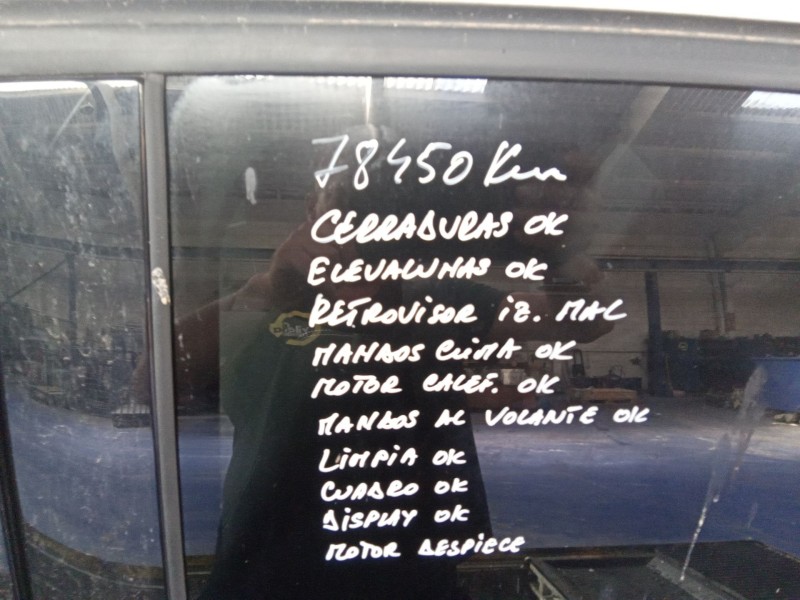 78450 Km
CERRADURAS OK
ELEVALUNAS OK
RETROVISOR iz. MAL
MANDOS CLIMA OK
MOTOR CALEF. OK
MANDOS AL VOLANTE OK
LIMPIA OK
CUADRO OK
DISPLAY OK
MOTOR DESPIECE